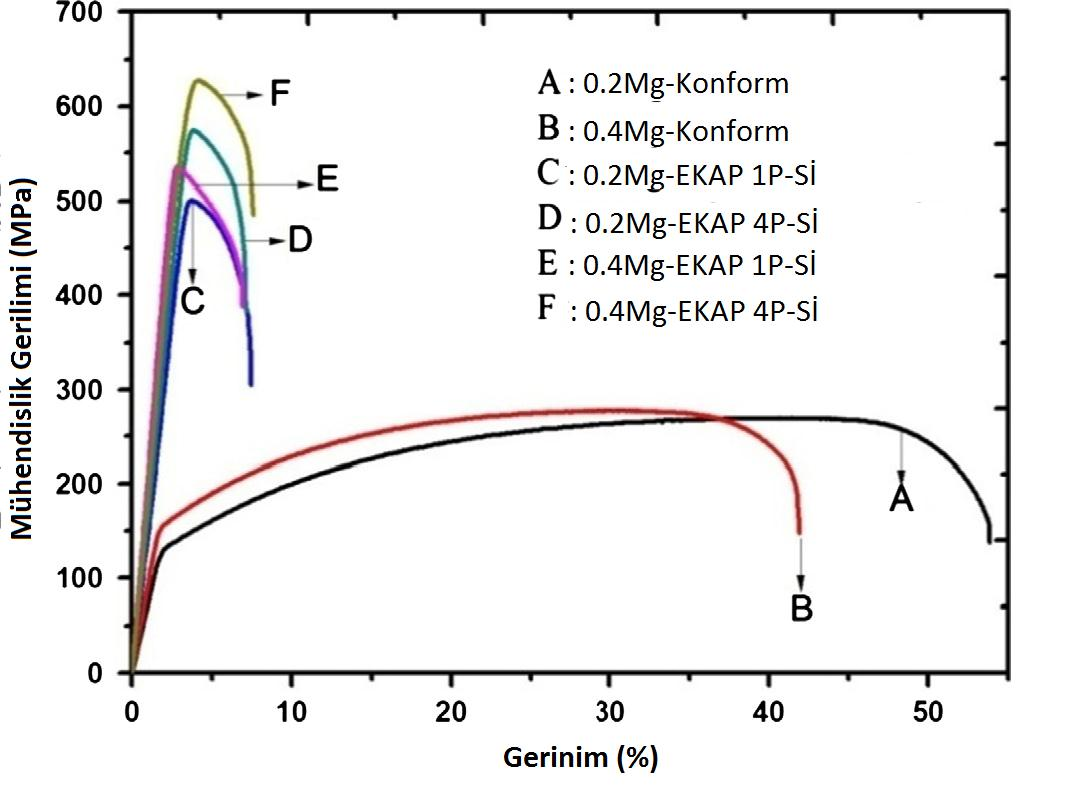 700
600
500
400
300
200
100
0
Mühendislik Gerilimi (MPa)
A : 0.2Mg-Konform
B : 0.4Mg-Konform
C : 0.2Mg-EKAP 1P-Sİ
D : 0.2Mg-EKAP 4P-Sİ
E : 0.4Mg-EKAP 1P-Sİ
F : 0.4Mg-EKAP 4P-Sİ
F
E
D
C
A
B
0 10 20 30 40 50
Gerinim (%)